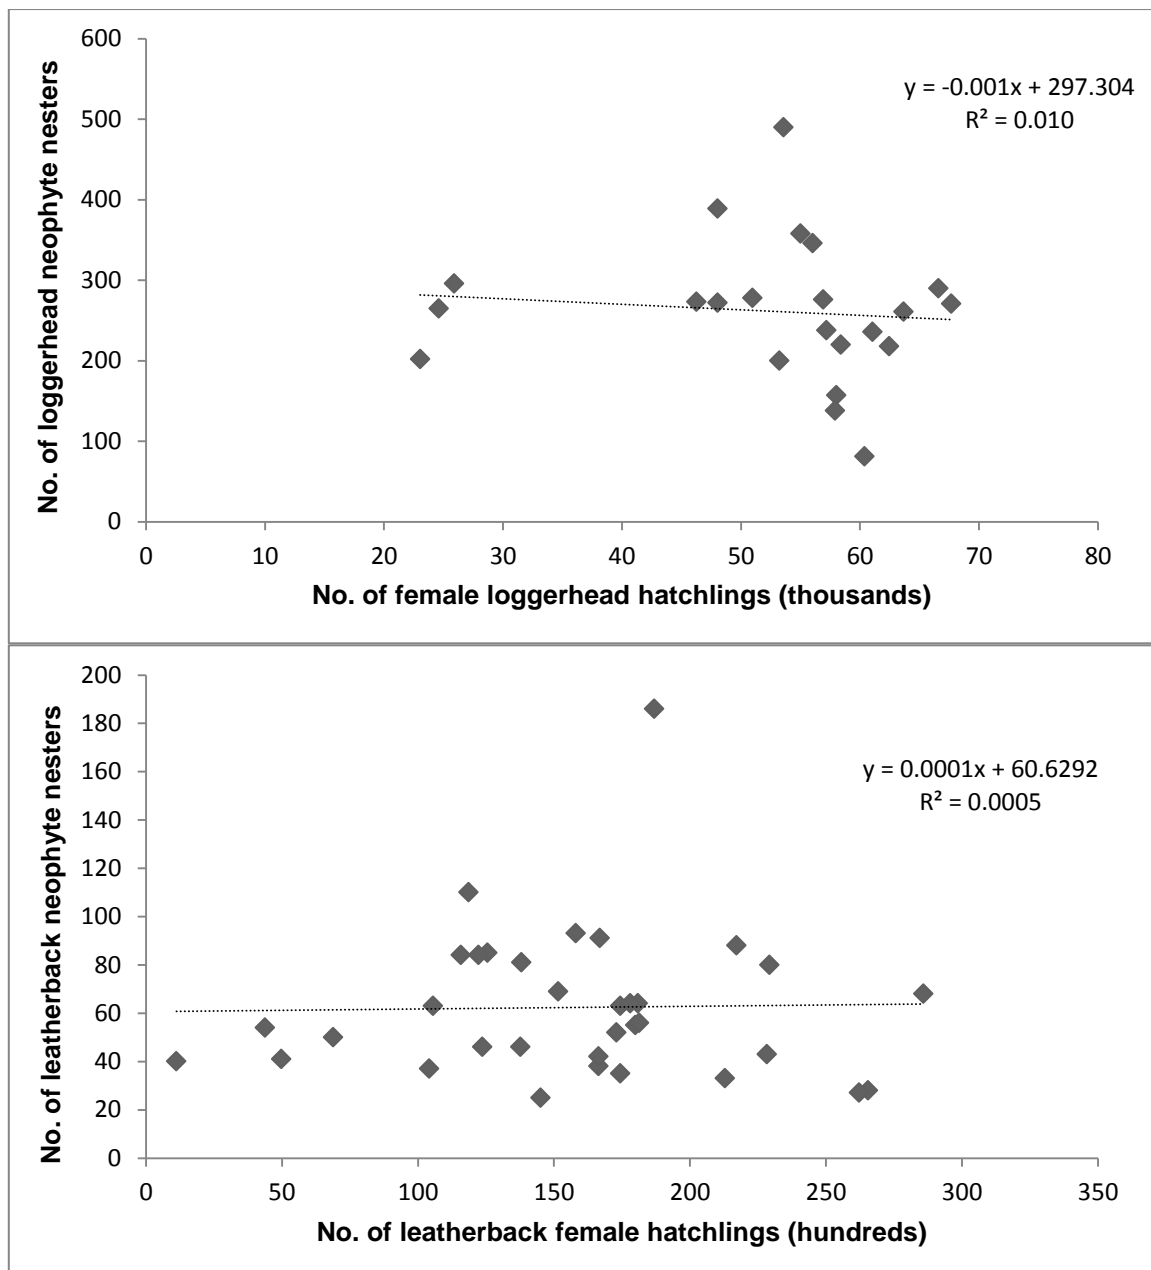 No. of loggerhead neophyte nesters
600
500
400
300
200
100
0
y = -0.001x + 297.304
R² = 0.010
0 10 20 30 40 50 60 70 80
No. of female loggerhead hatchlings (thousands)
No. of leatherback neophyte nesters
200
180
160
140
120
100
80
60
40
20
0
y = 0.0001x + 60.6292
R² = 0.0005
0 50 100 150 200 250 300 350
No. of leatherback female hatchlings (hundreds)